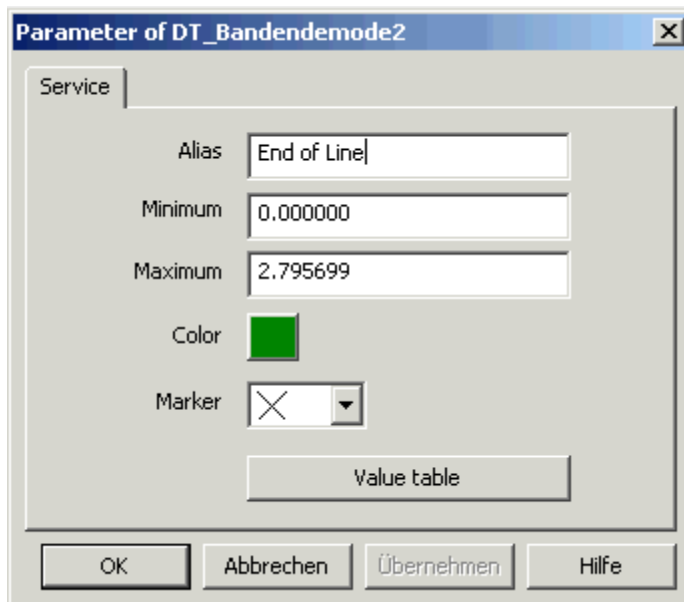 Parameter of DT_Bandendemode2
Service
Alias End of Line
Minimum 0.000000
Maximum 2.795699
Color
Marker
Value table
OK Abbrechen Übernehmen Hilfe